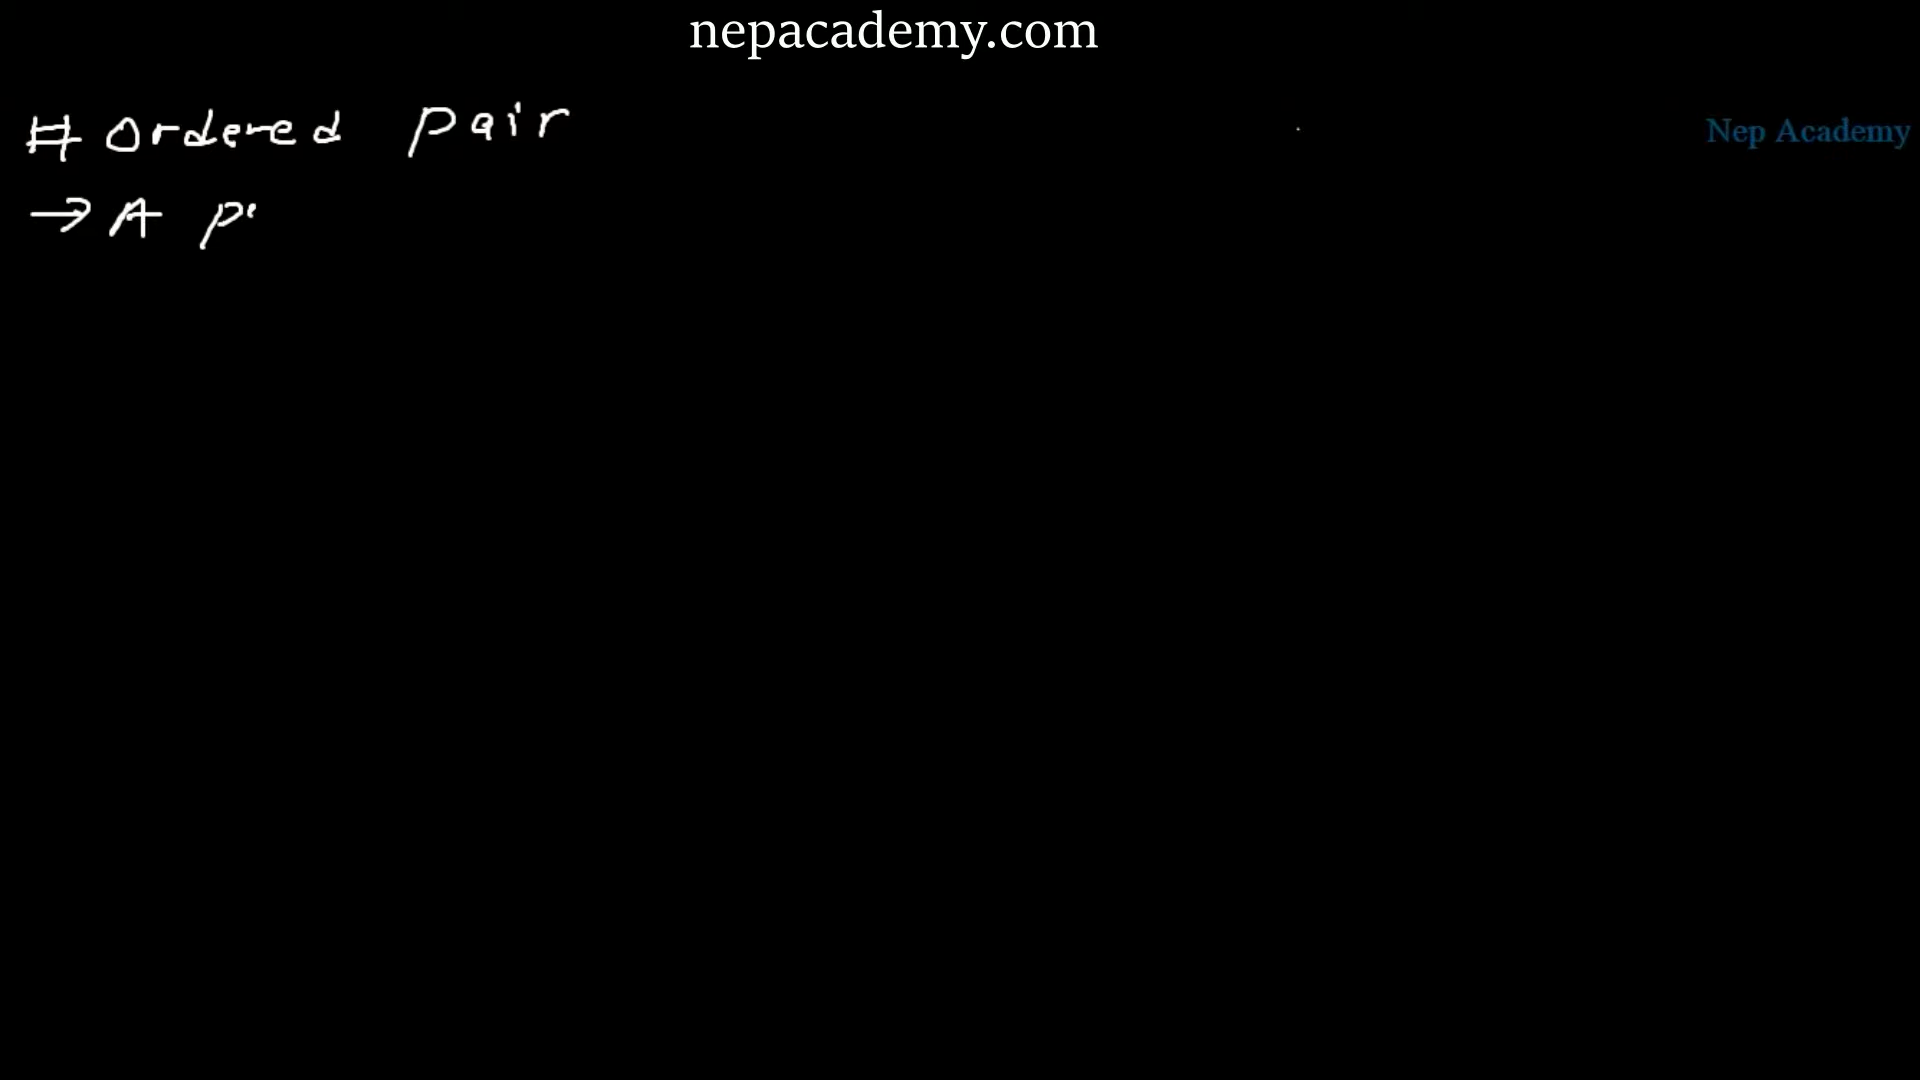 nepacademy.com
# Ordered pair
Nep Academy
→ A p